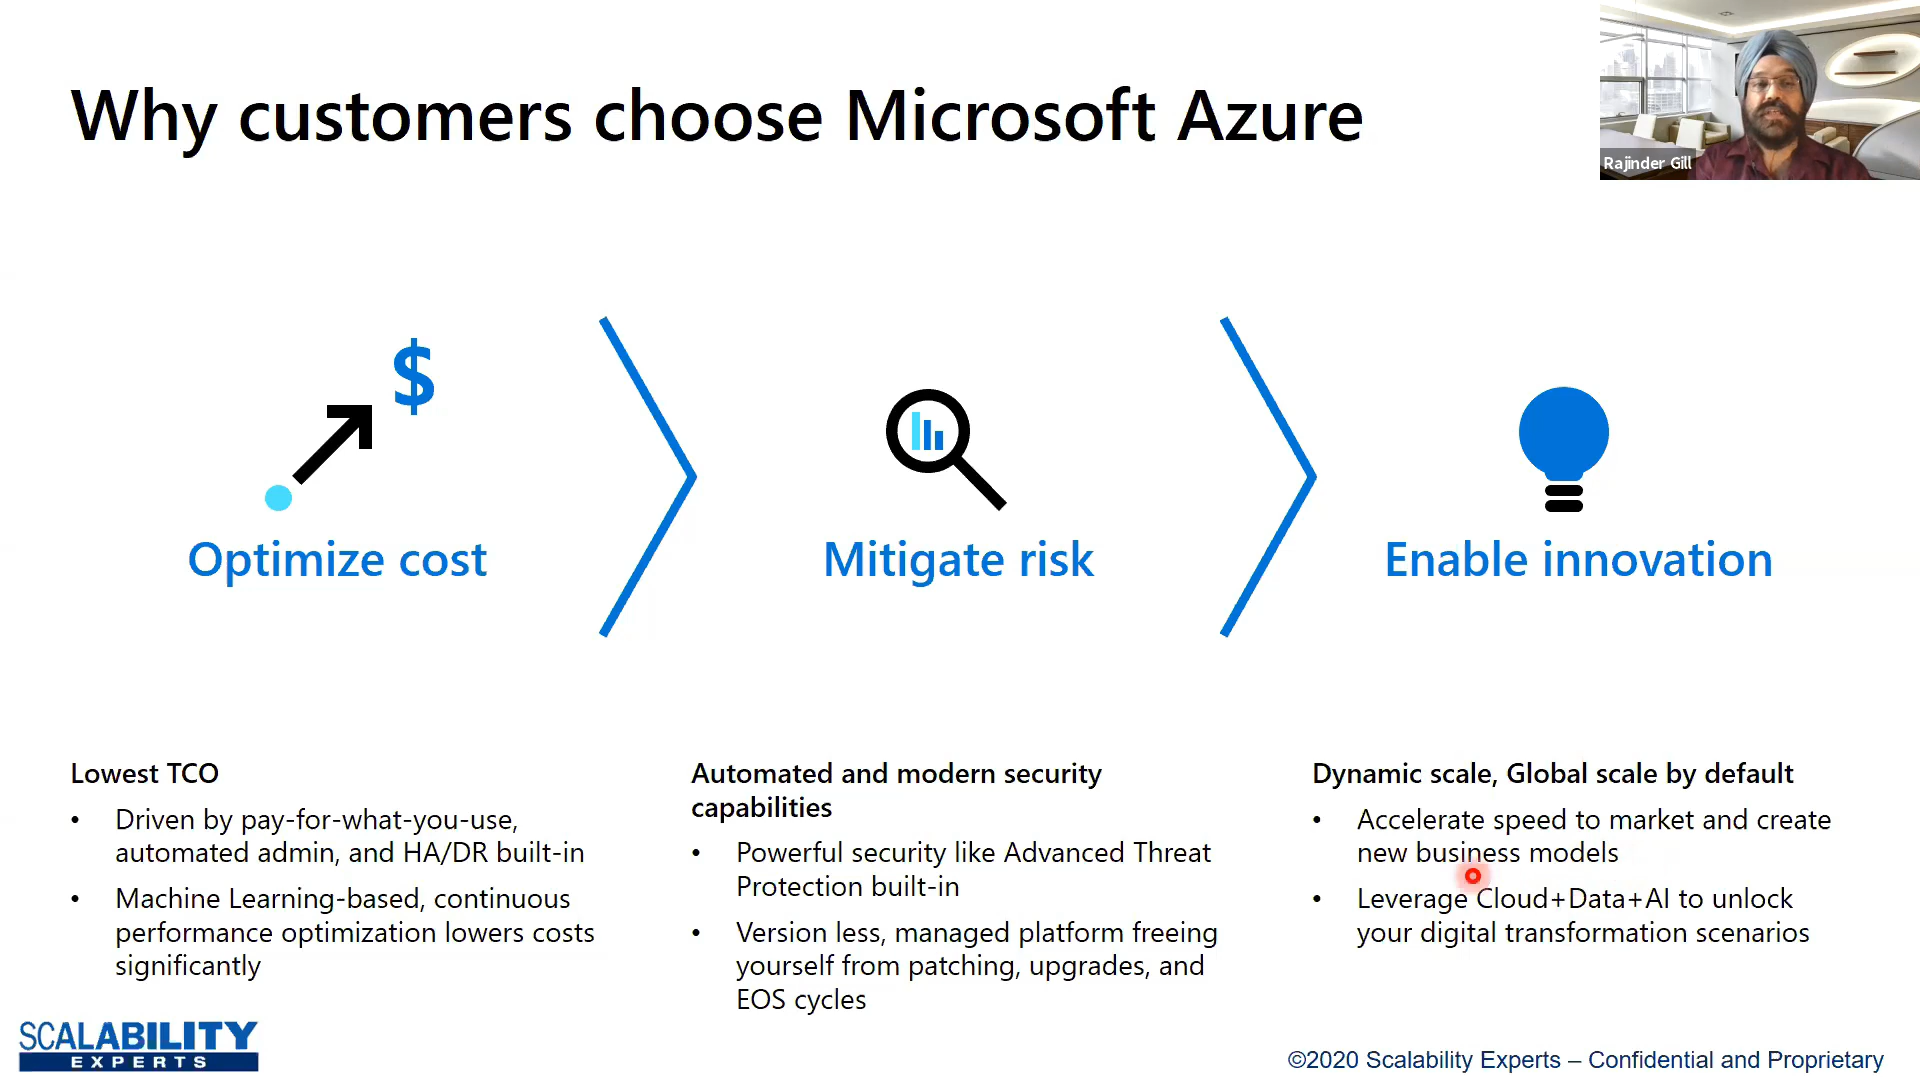 Why customers choose Microsoft Azure
Rajinder Gill
$
Optimize cost
Mitigate risk
Enable innovation
Lowest TCO
• Driven by pay-for-what-you-use,
automated admin, and HA/DR built-in
• Machine Learning-based, continuous
performance optimization lowers costs
significantly
Automated and modern security
capabilities
• Powerful security like Advanced Threat
Protection built-in
• Version less, managed platform freeing
yourself from patching, upgrades, and
EOS cycles
Dynamic scale, Global scale by default
• Accelerate speed to market and create
new business models
• Leverage Cloud+Data+AI to unlock
your digital transformation scenarios
SCALABILITY
EXPERTS
©2020 Scalability Experts – Confidential and Proprietary